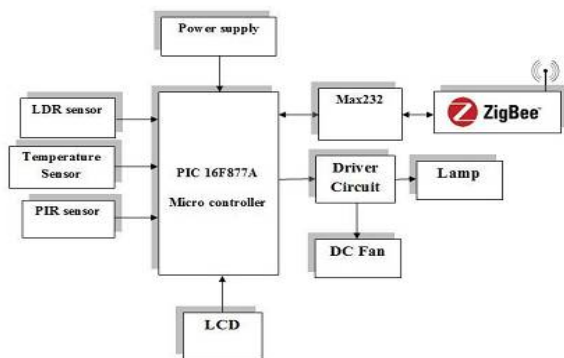 Power supply
LDR sensor
Temperature
Sensor
PIR sensor
PIC 16F877A
Micro controller
Max232
ZigBee™
Driver
Circuit
Lamp
DC Fan
LCD